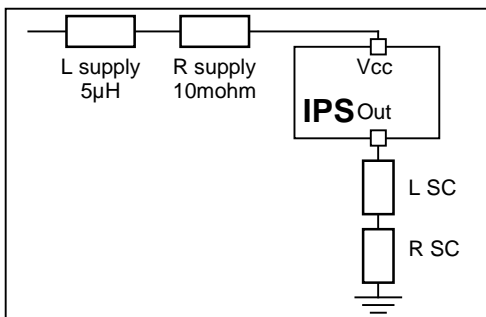 L supply
5µH
R supply
10mohm
Vcc
IPS Out
L SC
R SC